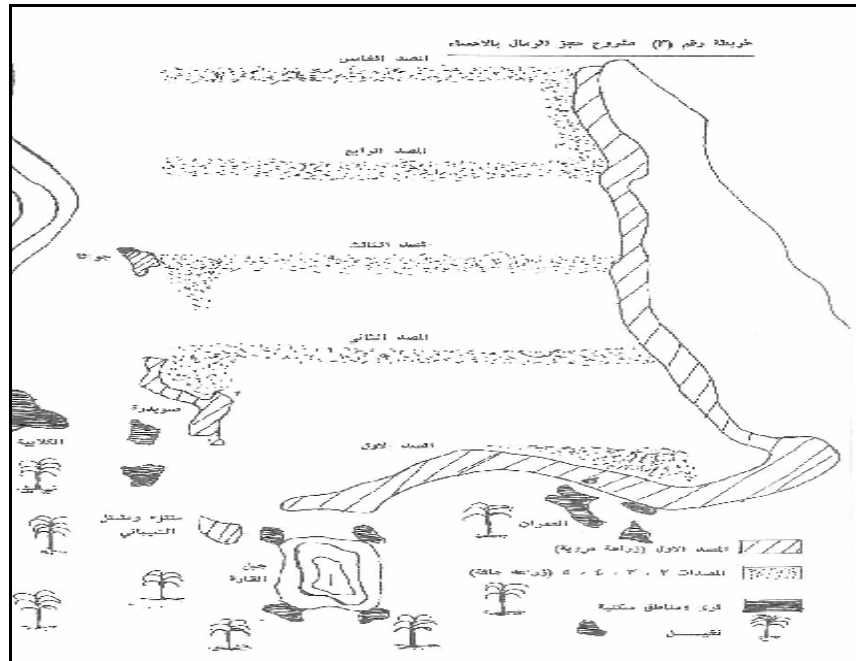 خريطة رقم (٣) مشروع حجز الرمال بالاحساء
المصد الخامس
المصد الرابع
المصد الثالث
جواثا
المصد الثاني
صويدرة
الكلابية
المصد الاول
العمران
منتزه ومشتل
الشيباني
جبل
القارة
المصد الاول (زراعة مروية)
المصدات ٢ ، ٣ ، ٤ ، ٥ (زراعة جافة)
قرى ومناطق سكنية
نخيــل